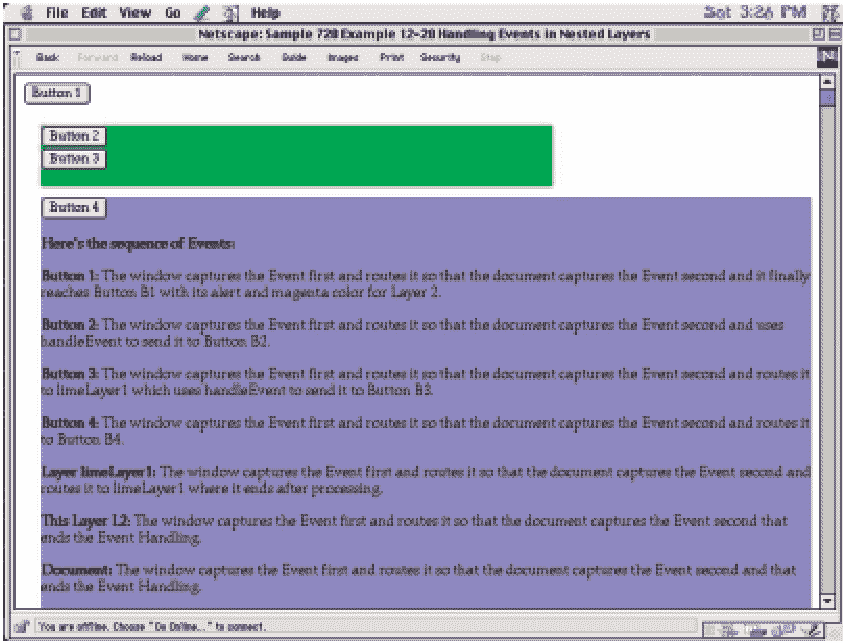 File Edit View Go Help
Sat 3:26 PM
Netscape: Sample 720 Example 12-20 Handling Events in Nested Layers
Back Forward Reload Home Search Guide Images Print Security Stop
N
Button 1
Button 2
Button 3
Button 4
Here's the sequence of Events:
Button 1: The window captures the Event first and routes it so that the document captures the Event second and it finally
reaches Button B1 with its alert and magenta color for Layer 2.
Button 2: The window captures the Event first and routes it so that the document captures the Event second and uses
handleEvent to send it to Button B2.
Button 3: The window captures the Event first and routes it so that the document captures the Event second and routes it
to limeLayer1 which uses handleEvent to send it to Button B3.
Button 4: The window captures the Event first and routes it so that the document captures the Event second and routes it
to Button B4.
Layer limeLayer1: The window captures the Event first and routes it so that the document captures the Event second and
routes it to limeLayer1 where it ends after processing.
This Layer L2: The window captures the Event first and routes it so that the document captures the Event second that
ends the Event Handling.
Document: The window captures the Event first and routes it so that the document captures the Event second and that
ends the Event Handling.
You are offline. Choose "Go Online..." to connect.